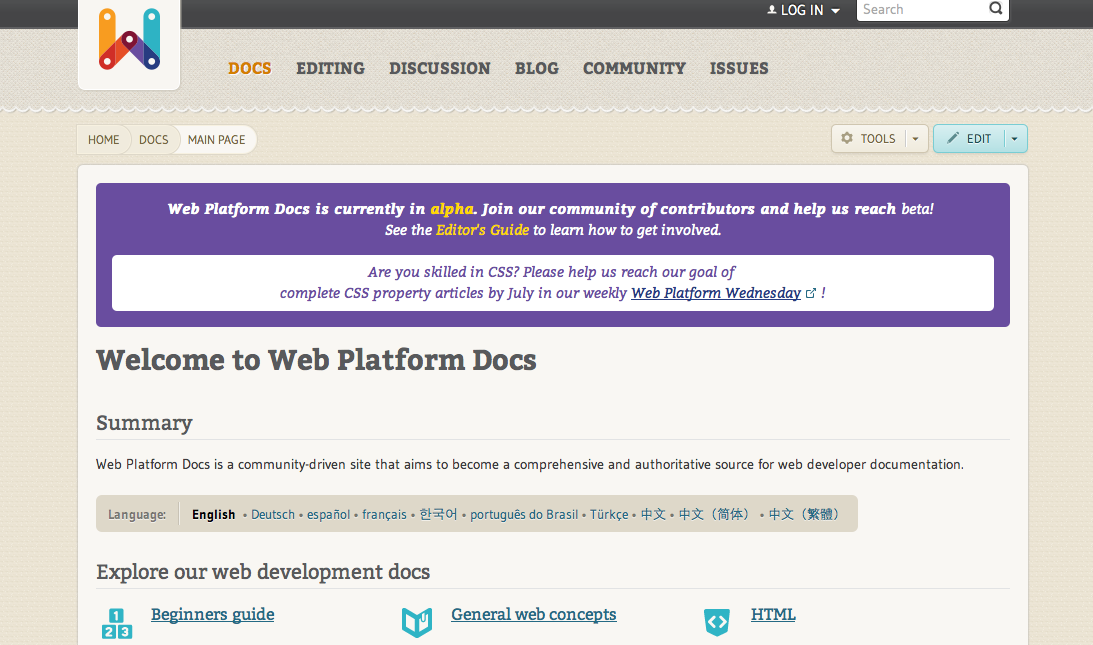 LOG IN
Search
DOCS EDITING DISCUSSION BLOG COMMUNITY ISSUES
HOME DOCS MAIN PAGE
TOOLS EDIT
Web Platform Docs is currently in alpha. Join our community of contributors and help us reach beta!
See the Editor's Guide to learn how to get involved.
Are you skilled in CSS? Please help us reach our goal of
complete CSS property articles by July in our weekly Web Platform Wednesday !
Welcome to Web Platform Docs
Summary
Web Platform Docs is a community-driven site that aims to become a comprehensive and authoritative source for web developer documentation.
Language: English • Deutsch • español • français • 한국어 • português do Brasil • Türkçe • 中文 • 中文（简体） • 中文（繁體）
Explore our web development docs
1
2 3 Beginners guide General web concepts HTML